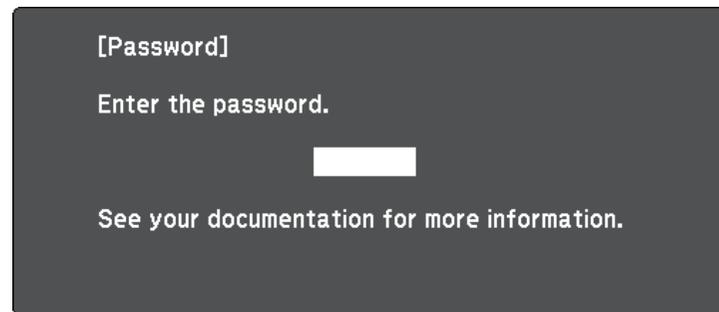 [Password]
Enter the password.
See your documentation for more information.